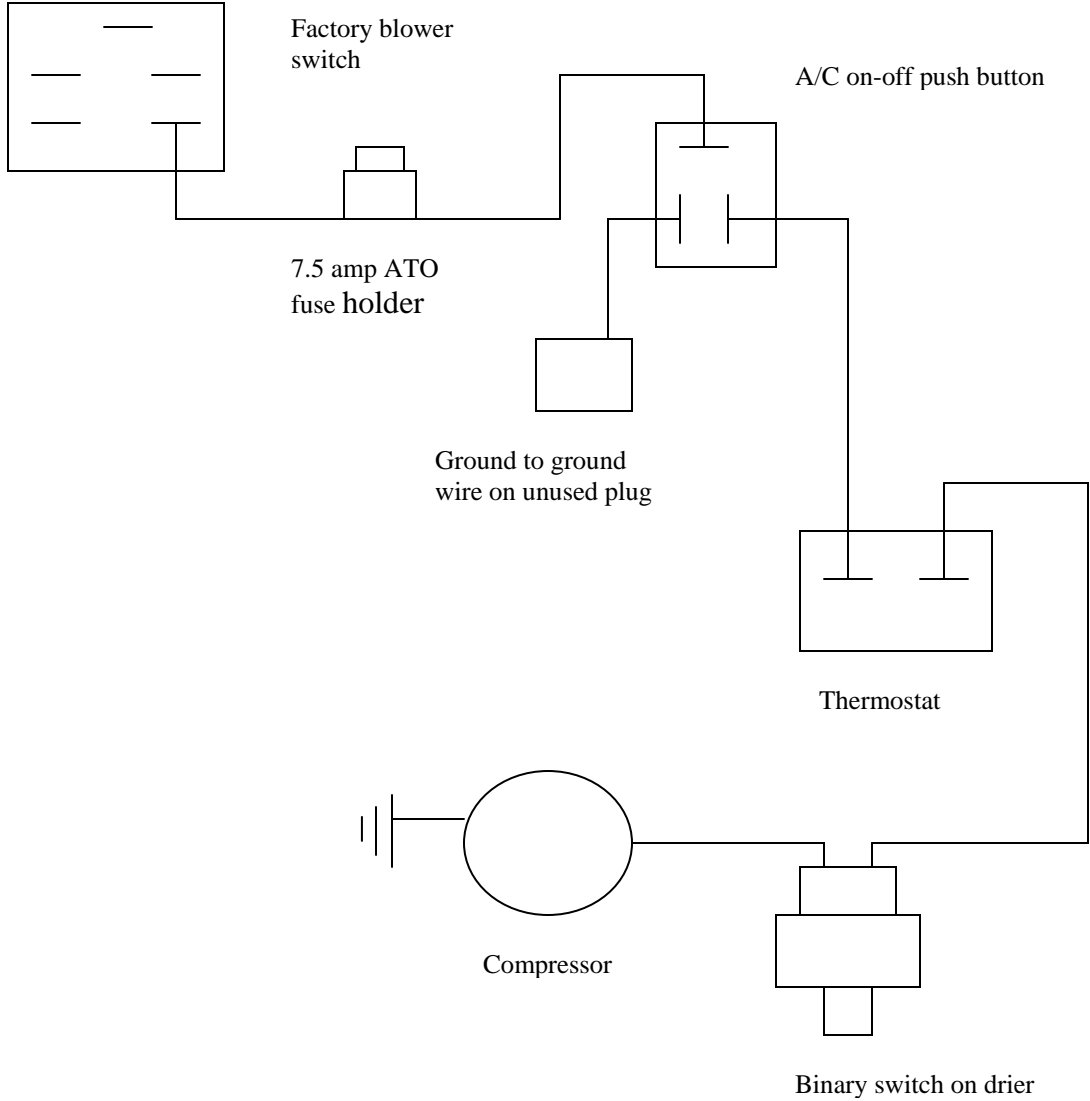 Factory blower
switch
A/C on-off push button
7.5 amp ATO
fuse holder
Ground to ground
wire on unused plug
Thermostat
Compressor
Binary switch on drier